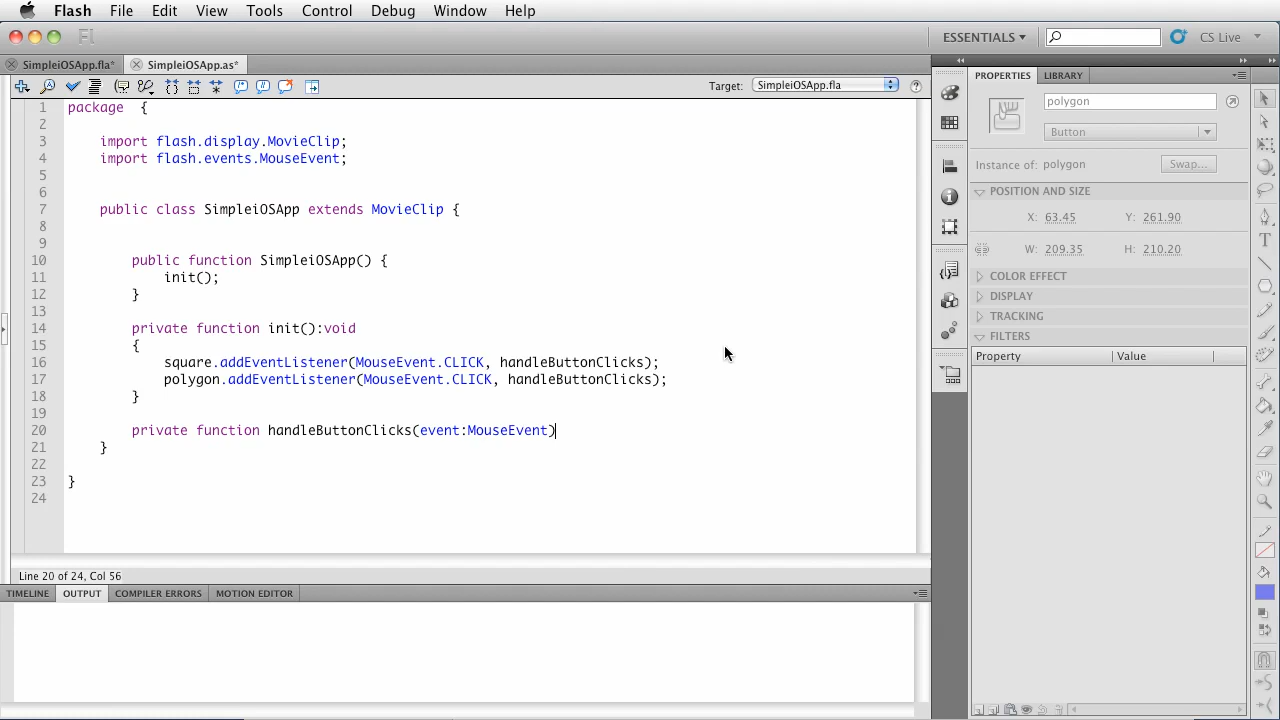 Flash File Edit View Tools Control Debug Window Help
Fl ESSENTIALS CS Live
SimpleiOSApp.fla* SimpleiOSApp.as*
Target: SimpleiOSApp.fla
1 package {
2
3 import flash.display.MovieClip;
4 import flash.events.MouseEvent;
5
6
7 public class SimpleiOSApp extends MovieClip {
8
9
10 public function SimpleiOSApp() {
11 init();
12 }
13
14 private function init():void
15 {
16 square.addEventListener(MouseEvent.CLICK, handleButtonClicks);
17 polygon.addEventListener(MouseEvent.CLICK, handleButtonClicks);
18 }
19
20 private function handleButtonClicks(event:MouseEvent)
21 }
22
23 }
24
Line 20 of 24, Col 56
TIMELINE OUTPUT COMPILER ERRORS MOTION EDITOR
PROPERTIES LIBRARY
polygon
Button
Instance of: polygon Swap...
POSITION AND SIZE
X: 63.45 Y: 261.90
W: 209.35 H: 210.20
COLOR EFFECT
DISPLAY
TRACKING
FILTERS
Property Value